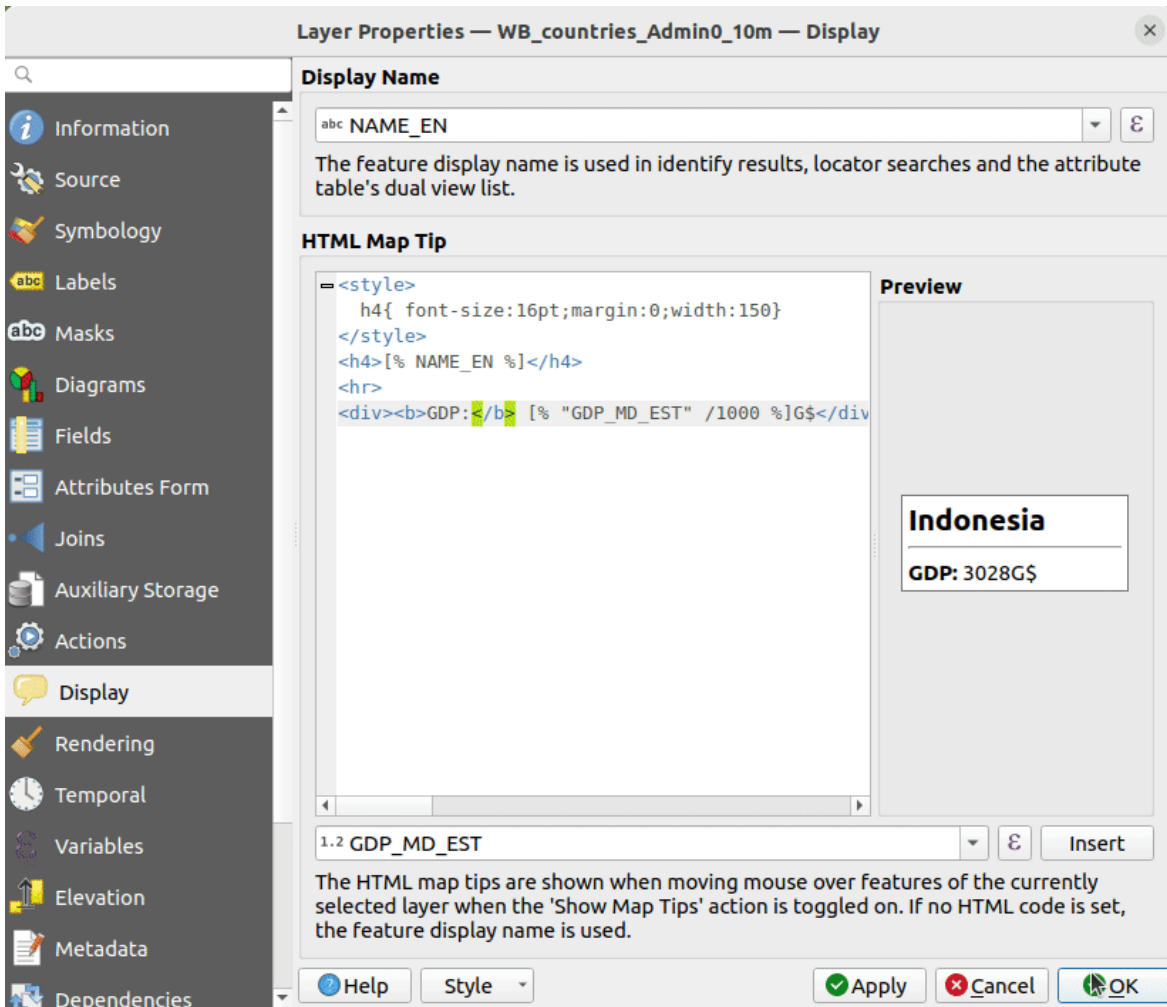 Layer Properties — WB_countries_Admin0_10m — Display
Information
Source
Symbology
abc Labels
abc Masks
Diagrams
Fields
Attributes Form
Joins
Auxiliary Storage
Actions
Display
Rendering
Temporal
Variables
Elevation
Metadata
Dependencies
Display Name
abc NAME_EN
ε
The feature display name is used in identify results, locator searches and the attribute
table's dual view list.
HTML Map Tip
<style>
h4{ font-size:16pt;margin:0;width:150}
</style>
<h4>[% NAME_EN %]</h4>
<hr>
<div><b>GDP:</b> [% "GDP_MD_EST" /1000 %]G$</div
Preview
Indonesia
GDP: 3028G$
1.2 GDP_MD_EST
ε
Insert
The HTML map tips are shown when moving mouse over features of the currently
selected layer when the 'Show Map Tips' action is toggled on. If no HTML code is set,
the feature display name is used.
Help
Style
Apply
Cancel
OK